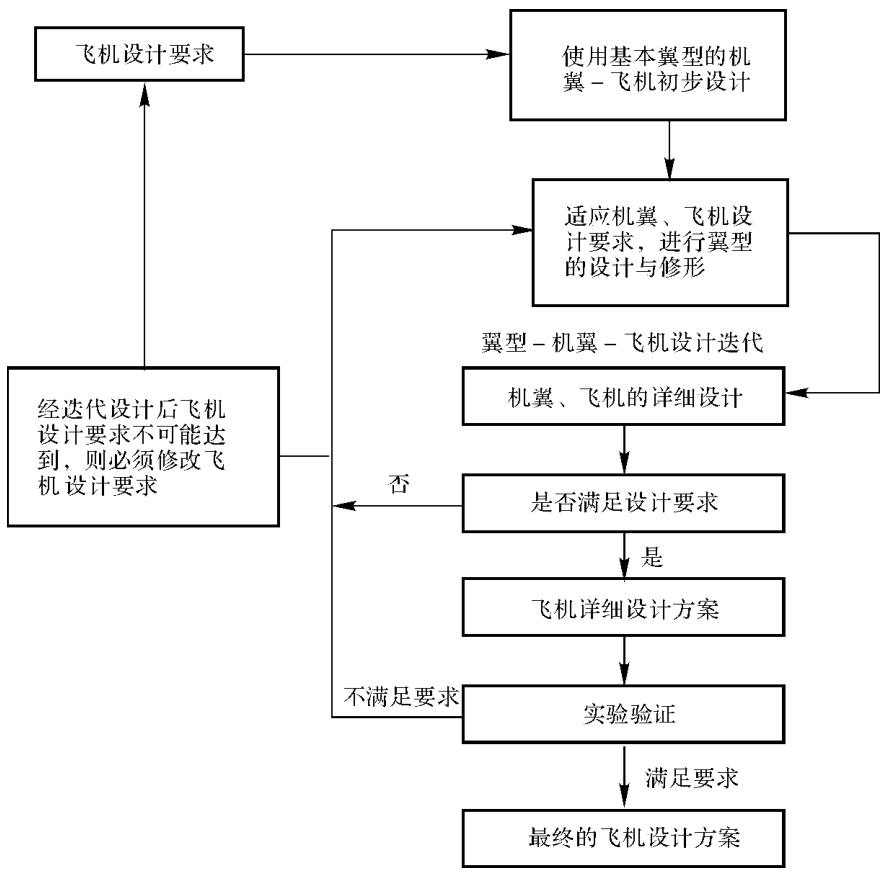 飞机设计要求
使用基本翼型的机
翼－飞机初步设计
适应机翼、飞机设
计要求，进行翼型
的设计与修形
翼型－机翼－飞机设计迭代
机翼、飞机的详细设计
经迭代设计后飞机
设计要求不可能达
到，则必须修改飞
机设计要求
否
是否满足设计要求
是
飞机详细设计方案
不满足要求
实验验证
满足要求
最终的飞机设计方案